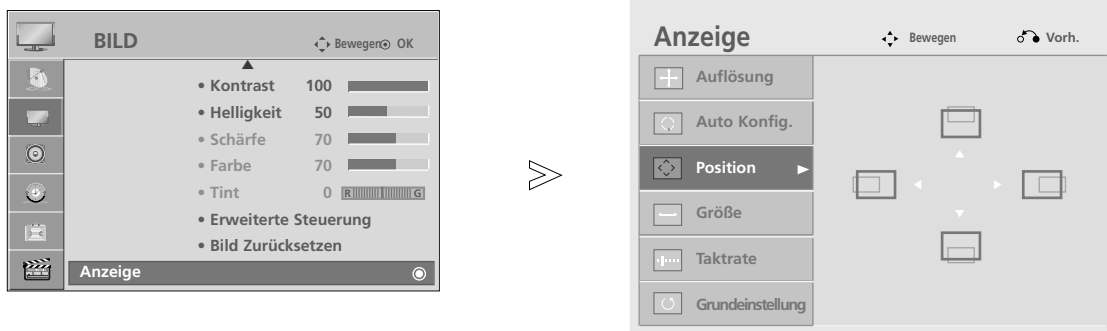 BILD
Bewegen OK
• Kontrast 100
• Helligkeit 50
• Schärfe 70
• Farbe 70
• Tint 0 R G
• Erweiterte Steuerung
• Bild Zurücksetzen
Anzeige
Anzeige
Bewegen
Vorh.
Auflösung
Auto Konfig.
Position
Größe
Taktrate
Grundeinstellung